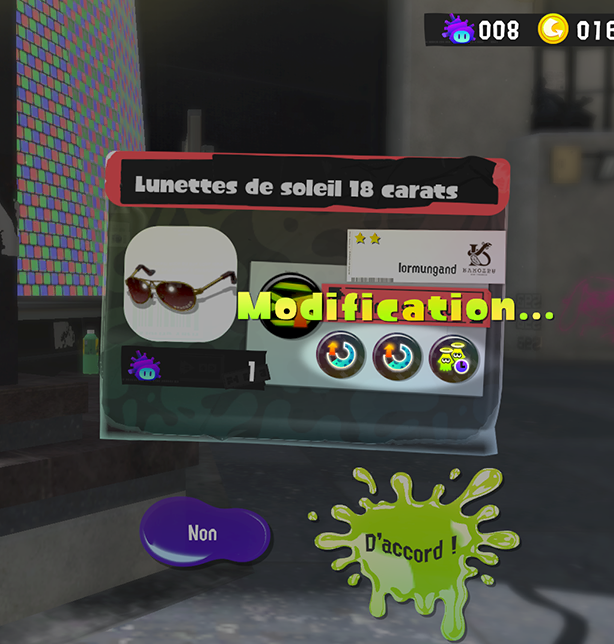 008 016
Lunettes de soleil 18 carats
Iormungand
Modification...
1
Non
D'accord !